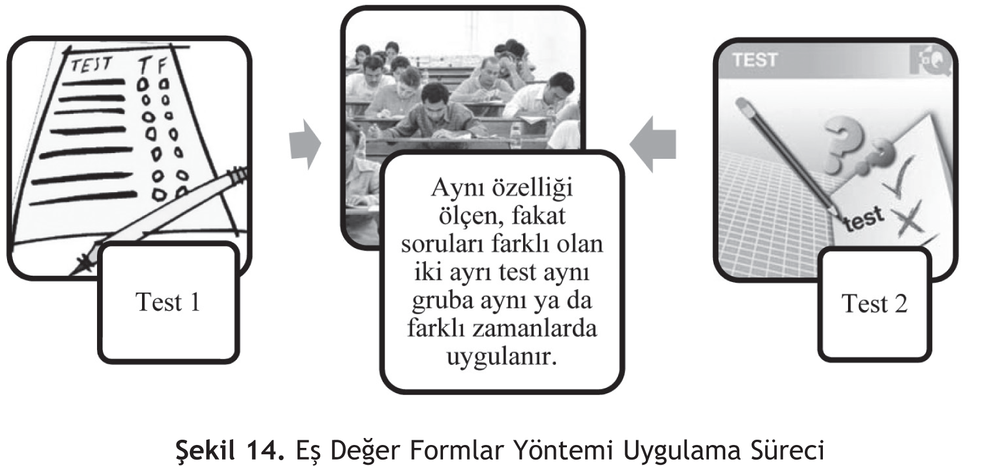 TEST T F
TEST
FQ
test
Aynı özelliği
ölçen, fakat
soruları farklı olan
iki ayrı test aynı
gruba aynı ya da
farklı zamanlarda
uygulanır.
Test 1
Test 2
Şekil 14. Eş Değer Formlar Yöntemi Uygulama Süreci